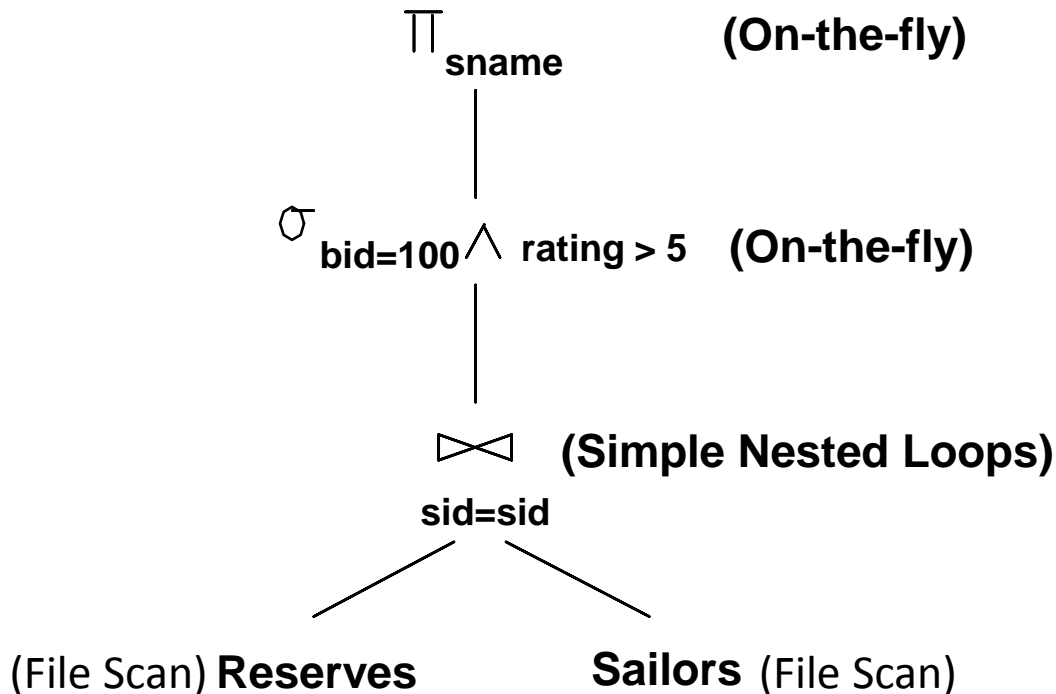 π sname (On-the-fly)
σ bid=100 ∧ rating > 5 (On-the-fly)
⋈ (Simple Nested Loops)
sid=sid
(File Scan) Reserves Sailors (File Scan)